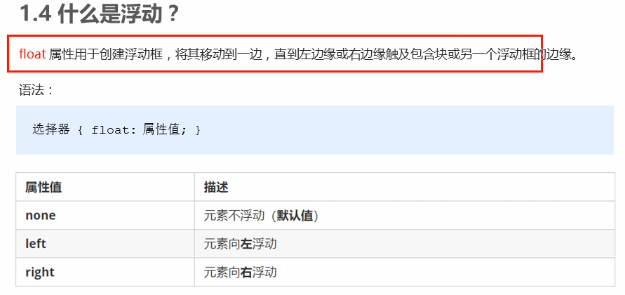 1.4 什么是浮动？
float 属性用于创建浮动框，将其移动到一边，直到左边缘或右边缘触及包含块或另一个浮动框的边缘。
语法：
选择器 { float: 属性值; }
属性值 描述
none 元素不浮动（默认值）
left 元素向左浮动
right 元素向右浮动